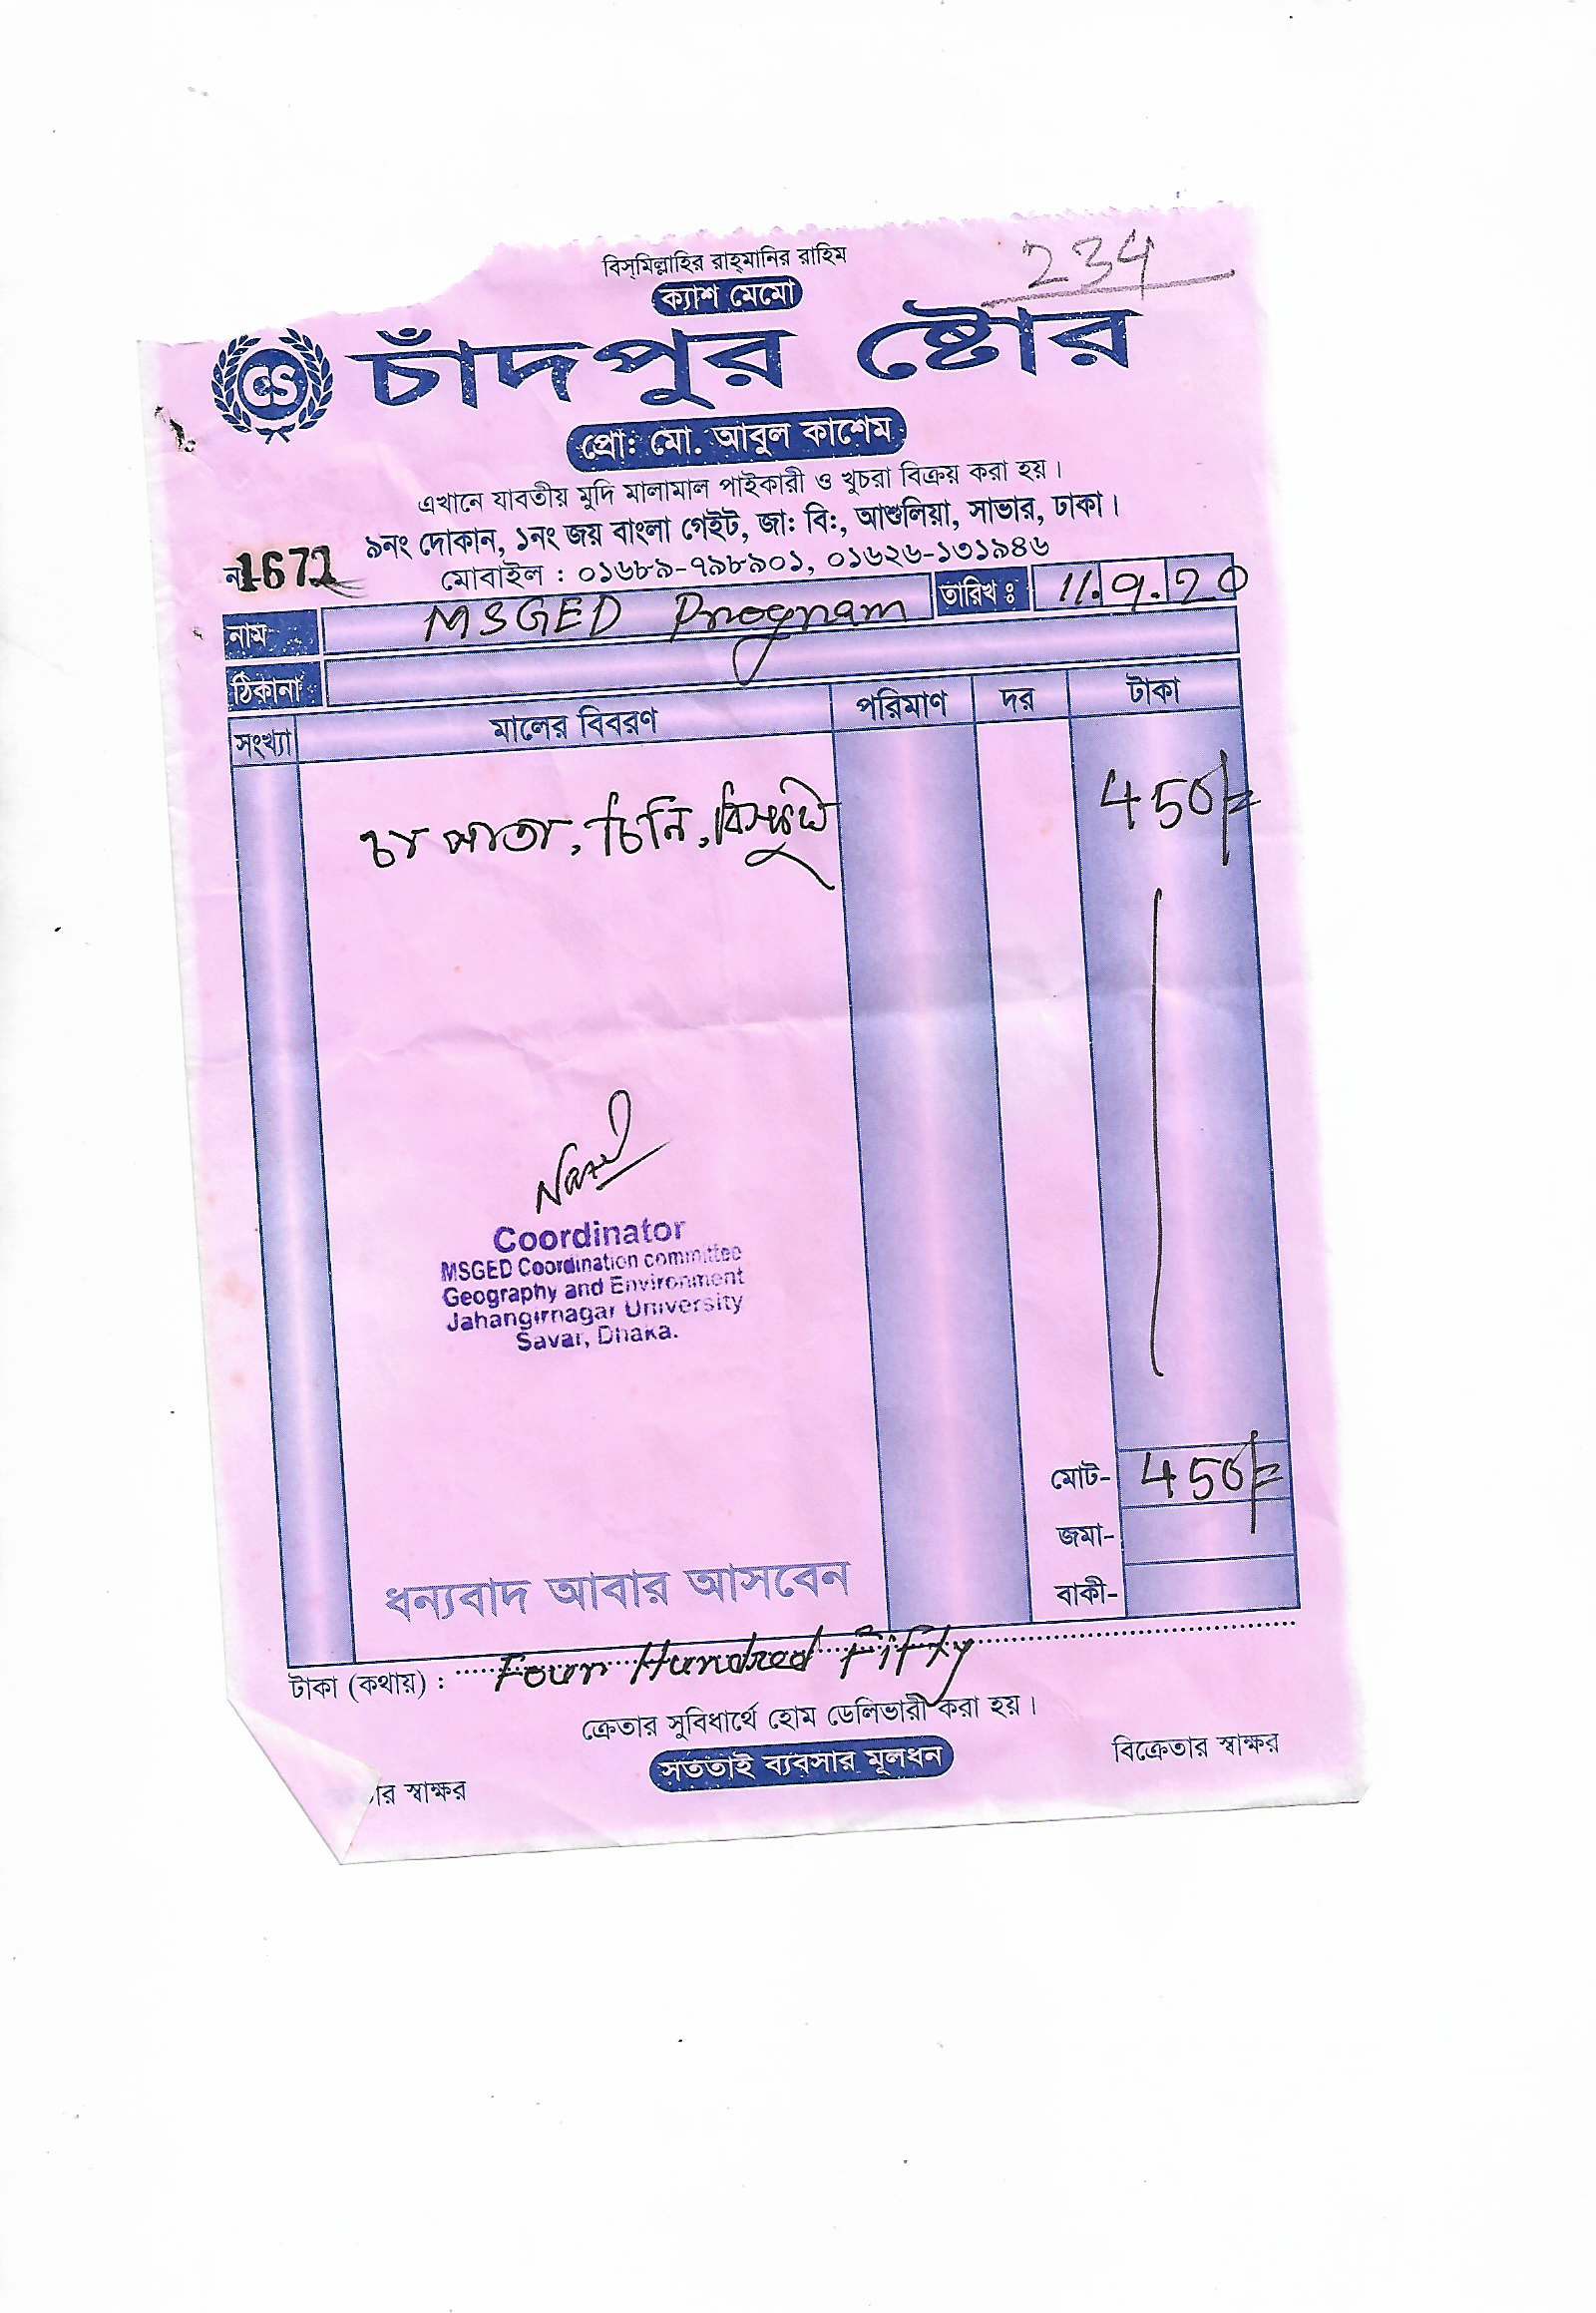 বিস্‌মিল্লাহির রাহ্‌মানির রাহিম
234
ক্যাশ মেমো
CS চাঁদপুর ষ্টোর
প্রো: মো. আবুল কাশেম
এখানে যাবতীয় মুদি মালামাল পাইকারী ও খুচরা বিক্রয় করা হয়।
৯নং দোকান, ১নং জয় বাংলা গেইট, জা: বি:, আশুলিয়া, সাভার, ঢাকা।
নং 1672 মোবাইল : ০১৬৮৯-৭৯৮৯০১, ০১৬২৬-১৩১৯৪৬
নাম MSGED Program তারিখ ঃ 11.9.20
ঠিকানা :
সংখ্যা মালের বিবরণ পরিমাণ দর টাকা
চা পাতা, চিনি, বিস্কুট 450/=
Coordinator
MSGED Coordination committee
Geography and Environment
Jahangirnagar University
Savar, Dhaka.
মোট- 450/=
জমা-
বাকী-
ধন্যবাদ আবার আসবেন
টাকা (কথায়) : Four Hundred Fifty
ক্রেতার সুবিধার্থে হোম ডেলিভারী করা হয়।
সততাই ব্যবসার মূলধন
বিক্রেতার স্বাক্ষর
তার স্বাক্ষর